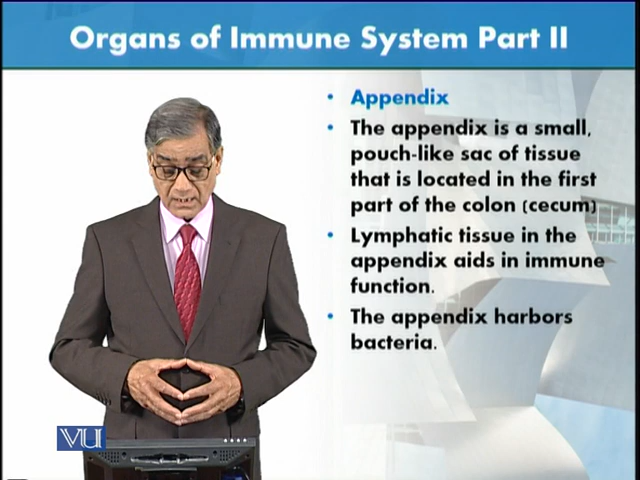 Organs of Immune System Part II
• Appendix
• The appendix is a small,
pouch-like sac of tissue
that is located in the first
part of the colon (cecum)
• Lymphatic tissue in the
appendix aids in immune
function.
• The appendix harbors
bacteria.
VU